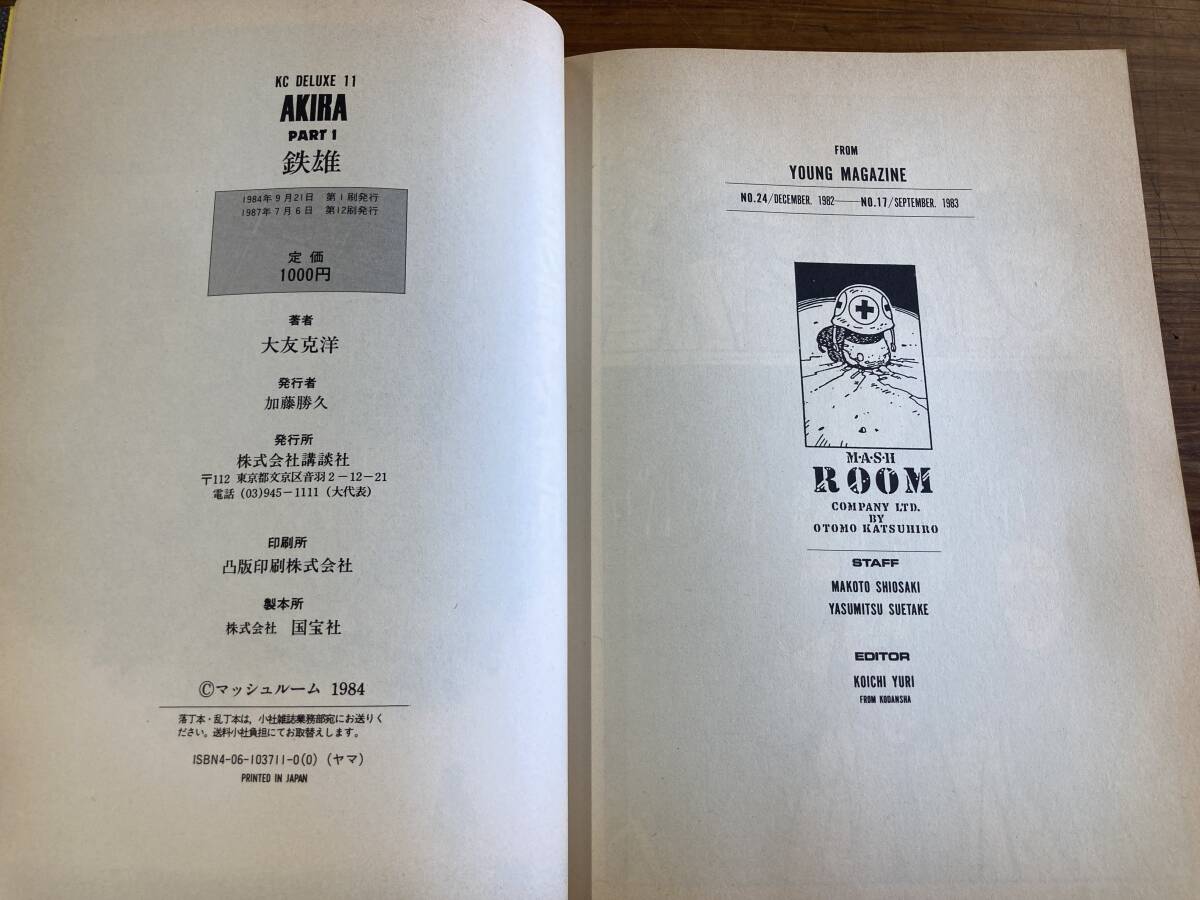 KC DELUXE 11
AKIRA
PART 1
鉄雄
1984年9月21日 第1刷発行
1987年7月6日 第12刷発行
定価
1000円
著者
大友克洋
発行者
加藤勝久
発行所
株式会社講談社
〒112 東京都文京区音羽2-12-21
電話 (03)945-1111 (大代表)
印刷所
凸版印刷株式会社
製本所
株式会社 国宝社
©マッシュルーム 1984
落丁本・乱丁本は,小社雑誌業務部宛にお送りく
ださい。送料小社負担にてお取替えします。
ISBN4-06-103711-0(0) (ヤマ)
PRINTED IN JAPAN
FROM
YOUNG MAGAZINE
NO.24/DECEMBER. 1982——NO.17/SEPTEMBER. 1983
M·A·S·H
ROOM
COMPANY LTD.
BY
OTOMO KATSUHIRO
STAFF
MAKOTO SHIOSAKI
YASUMITSU SUETAKE
EDITOR
KOICHI YURI
FROM KODANSHA